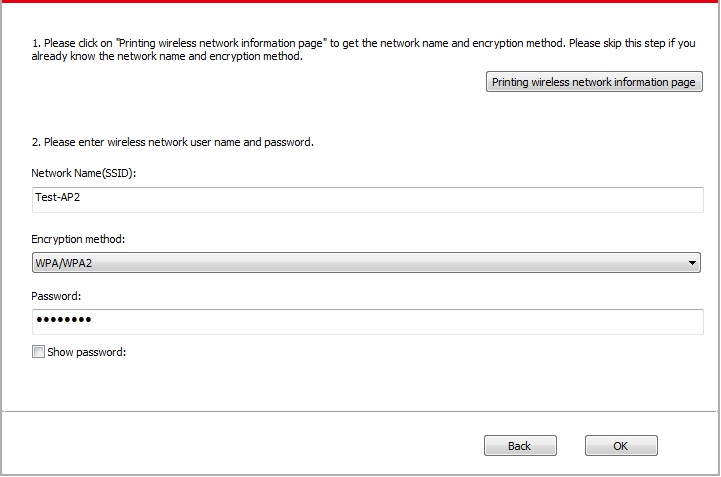 1. Please click on "Printing wireless network information page" to get the network name and encryption method. Please skip this step if you
already know the network name and encryption method.
Printing wireless network information page
2. Please enter wireless network user name and password.
Network Name(SSID):
Test-AP2
Encryption method:
WPA/WPA2
Password:
••••••••
Show password:
Back
OK